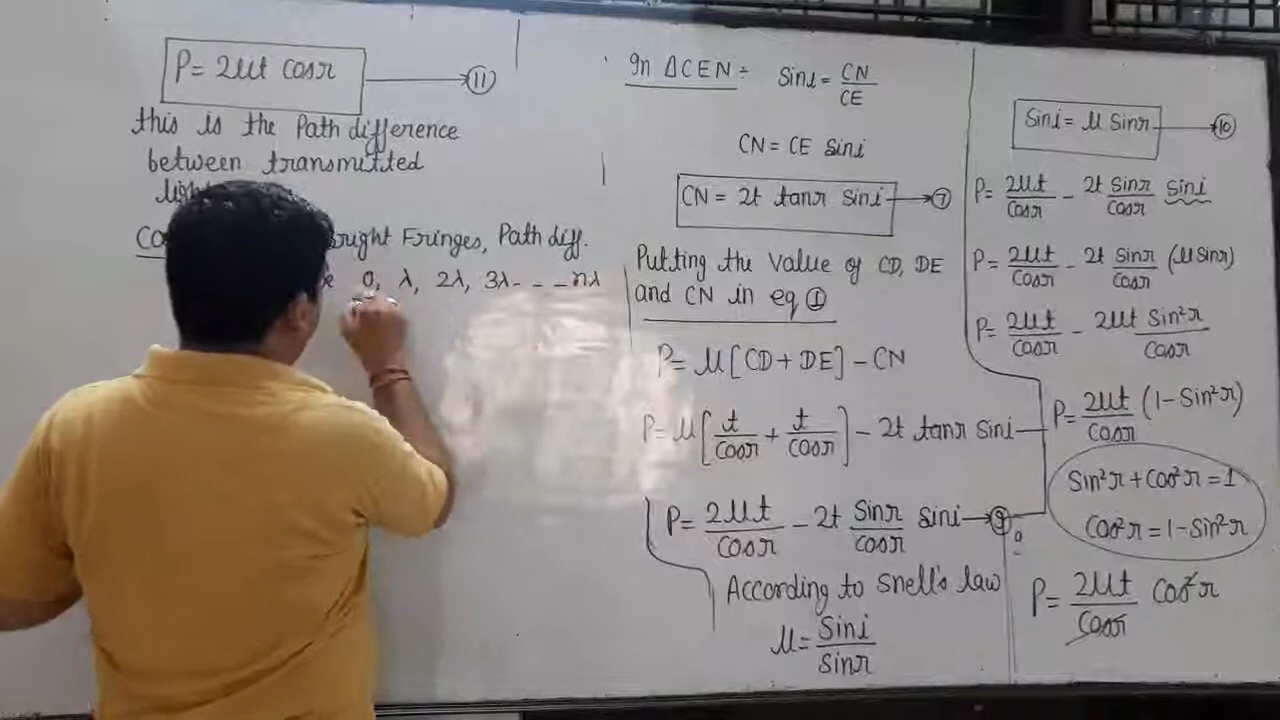 P = 2μt cosr → (11)
this is the Path difference
between transmitted
Bright Fringes, Path diff.
0, λ, 2λ, 3λ - - - nλ
In ΔCEN :- Sini = CN/CE
CN = CE Sini
CN = 2t tanr Sini → (7)
Putting the value of CD, DE
and CN in eq (1)
P = μ[CD + DE] - CN
P = μ[t/cosr + t/cosr] - 2t tanr Sini
P = 2μt/cosr - 2t Sinr/cosr Sini → (9)
According to Snell's law
μ = Sini/Sinr
Sini = μ Sinr → (10)
P = 2μt/cosr - 2t Sinr/cosr Sini
P = 2μt/cosr - 2t Sinr/cosr (μ Sinr)
P = 2μt/cosr - 2μt Sin²r/cosr
P = 2μt/cosr (1 - Sin²r)
Sin²r + Cos²r = 1
Cos²r = 1 - Sin²r
P = 2μt/cosr Cos²r